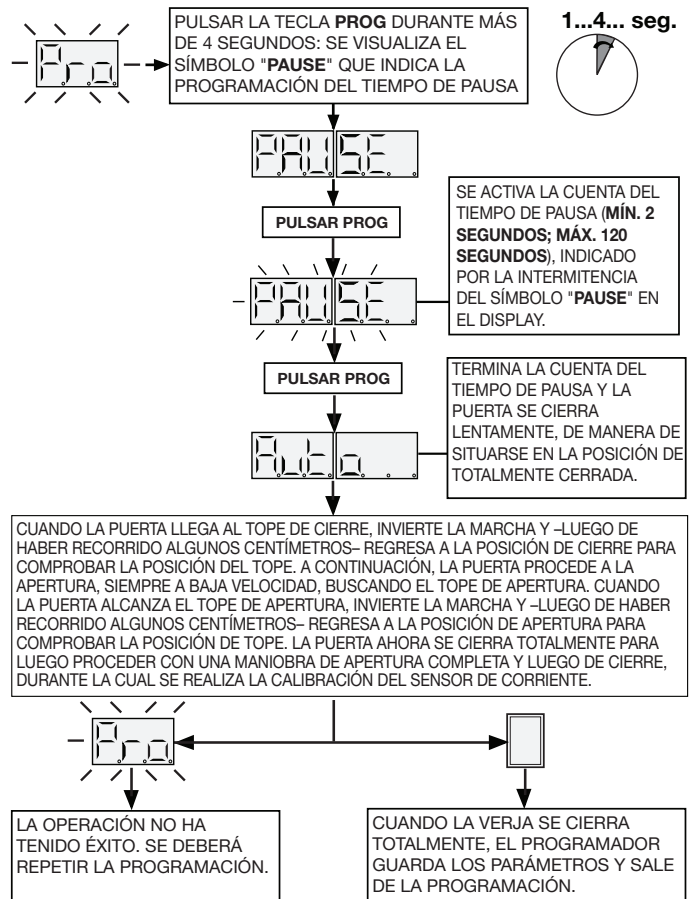 1...4... seg.
Pro
PULSAR LA TECLA PROG DURANTE MÁS
DE 4 SEGUNDOS: SE VISUALIZA EL
SÍMBOLO "PAUSE" QUE INDICA LA
PROGRAMACIÓN DEL TIEMPO DE PAUSA
PAUSE
PULSAR PROG
PAUSE
SE ACTIVA LA CUENTA DEL
TIEMPO DE PAUSA (MÍN. 2
SEGUNDOS; MÁX. 120
SEGUNDOS), INDICADO
POR LA INTERMITENCIA
DEL SÍMBOLO "PAUSE" EN
EL DISPLAY.
PULSAR PROG
Auto
TERMINA LA CUENTA DEL
TIEMPO DE PAUSA Y LA
PUERTA SE CIERRA
LENTAMENTE, DE MANERA DE
SITUARSE EN LA POSICIÓN DE
TOTALMENTE CERRADA.
CUANDO LA PUERTA LLEGA AL TOPE DE CIERRE, INVIERTE LA MARCHA Y –LUEGO DE
HABER RECORRIDO ALGUNOS CENTÍMETROS– REGRESA A LA POSICIÓN DE CIERRE PARA
COMPROBAR LA POSICIÓN DEL TOPE. A CONTINUACIÓN, LA PUERTA PROCEDE A LA
APERTURA, SIEMPRE A BAJA VELOCIDAD, BUSCANDO EL TOPE DE APERTURA. CUANDO
LA PUERTA ALCANZA EL TOPE DE APERTURA, INVIERTE LA MARCHA Y –LUEGO DE HABER
RECORRIDO ALGUNOS CENTÍMETROS– REGRESA A LA POSICIÓN DE APERTURA PARA
COMPROBAR LA POSICIÓN DE TOPE. LA PUERTA AHORA SE CIERRA TOTALMENTE PARA
LUEGO PROCEDER CON UNA MANIOBRA DE APERTURA COMPLETA Y LUEGO DE CIERRE,
DURANTE LA CUAL SE REALIZA LA CALIBRACIÓN DEL SENSOR DE CORRIENTE.
Pro
LA OPERACIÓN NO HA
TENIDO ÉXITO. SE DEBERÁ
REPETIR LA PROGRAMACIÓN.
CUANDO LA VERJA SE CIERRA
TOTALMENTE, EL PROGRAMADOR
GUARDA LOS PARÁMETROS Y SALE
DE LA PROGRAMACIÓN.